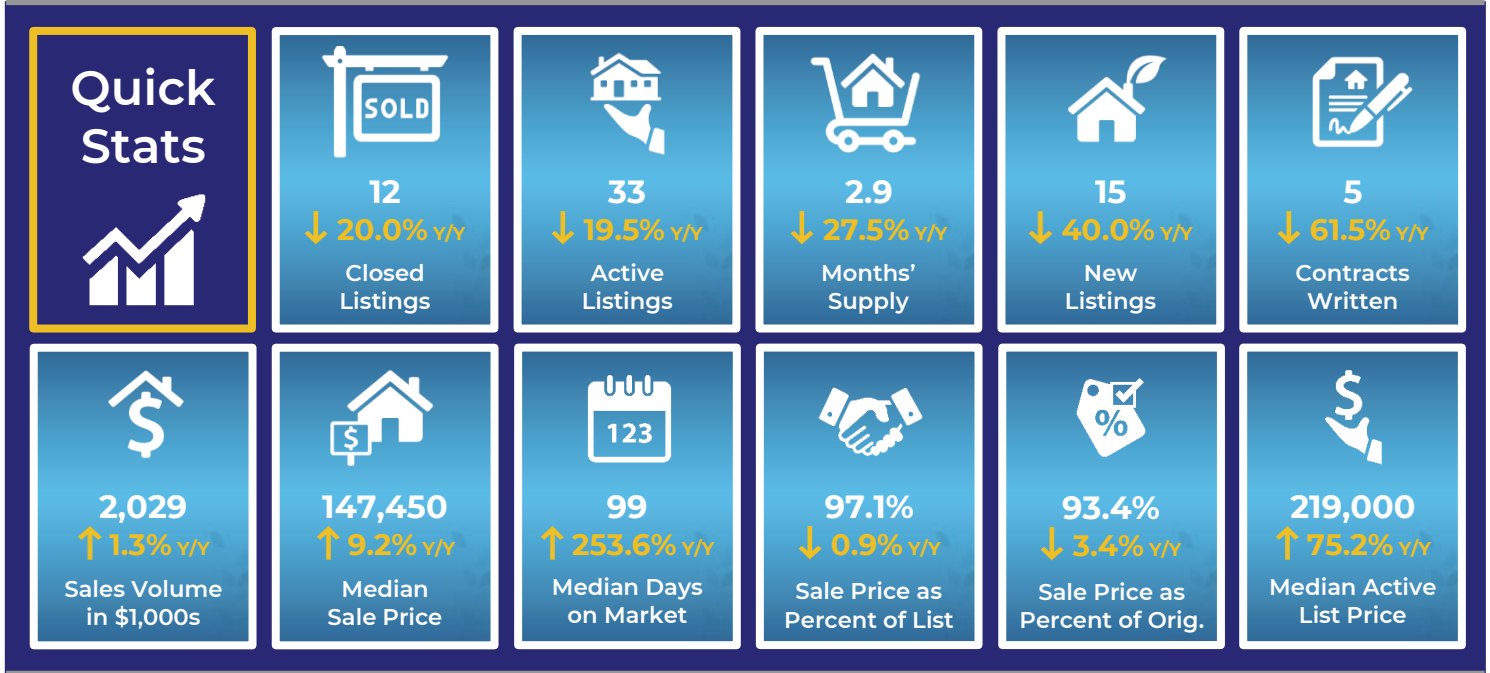 Quick
Stats
SOLD
12
↓ 20.0% Y/Y
Closed
Listings
33
↓ 19.5% Y/Y
Active
Listings
2.9
↓ 27.5% Y/Y
Months’
Supply
15
↓ 40.0% Y/Y
New
Listings
5
↓ 61.5% Y/Y
Contracts
Written
$
2,029
↑ 1.3% Y/Y
Sales Volume
in $1,000s
$
147,450
↑ 9.2% Y/Y
Median
Sale Price
123
99
↑ 253.6% Y/Y
Median Days
on Market
97.1%
↓ 0.9% Y/Y
Sale Price as
Percent of List
%
93.4%
↓ 3.4% Y/Y
Sale Price as
Percent of Orig.
$
219,000
↑ 75.2% Y/Y
Median Active
List Price